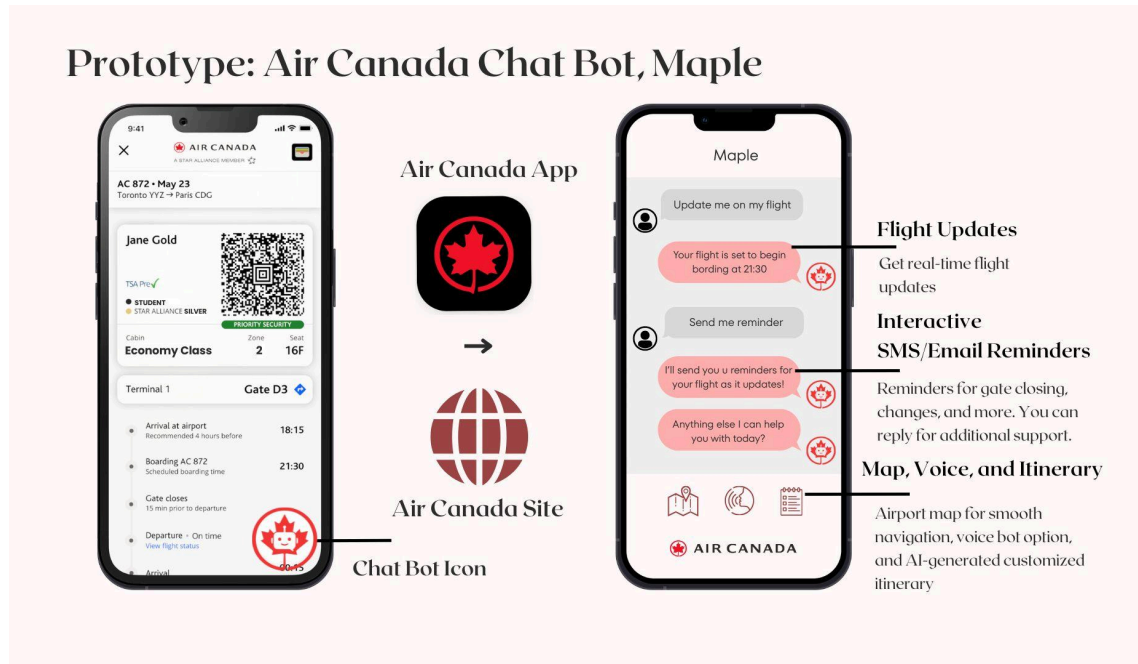 Prototype: Air Canada Chat Bot, Maple
9:41
AIR CANADA
A STAR ALLIANCE MEMBER
AC 872 • May 23
Toronto YYZ → Paris CDG
Jane Gold
TSA Pre✓
STUDENT
STAR ALLIANCE SILVER
PRIORITY SECURITY
Cabin Zone Seat
Economy Class 2 16F
Terminal 1 Gate D3
Arrival at airport 18:15
Recommended 4 hours before
Boarding AC 872 21:30
Scheduled boarding time
Gate closes
15 min prior to departure
Departure • On time
View flight status
Arrival
Air Canada App
→
Air Canada Site
Chat Bot Icon
Maple
Update me on my flight
Your flight is set to begin
bording at 21:30
Send me reminder
I'll send you u reminders for
your flight as it updates!
Anything else I can help
you with today?
AIR CANADA
Flight Updates
Get real-time flight
updates
Interactive
SMS/Email Reminders
Reminders for gate closing,
changes, and more. You can
reply for additional support.
Map, Voice, and Itinerary
Airport map for smooth
navigation, voice bot option,
and AI-generated customized
itinerary